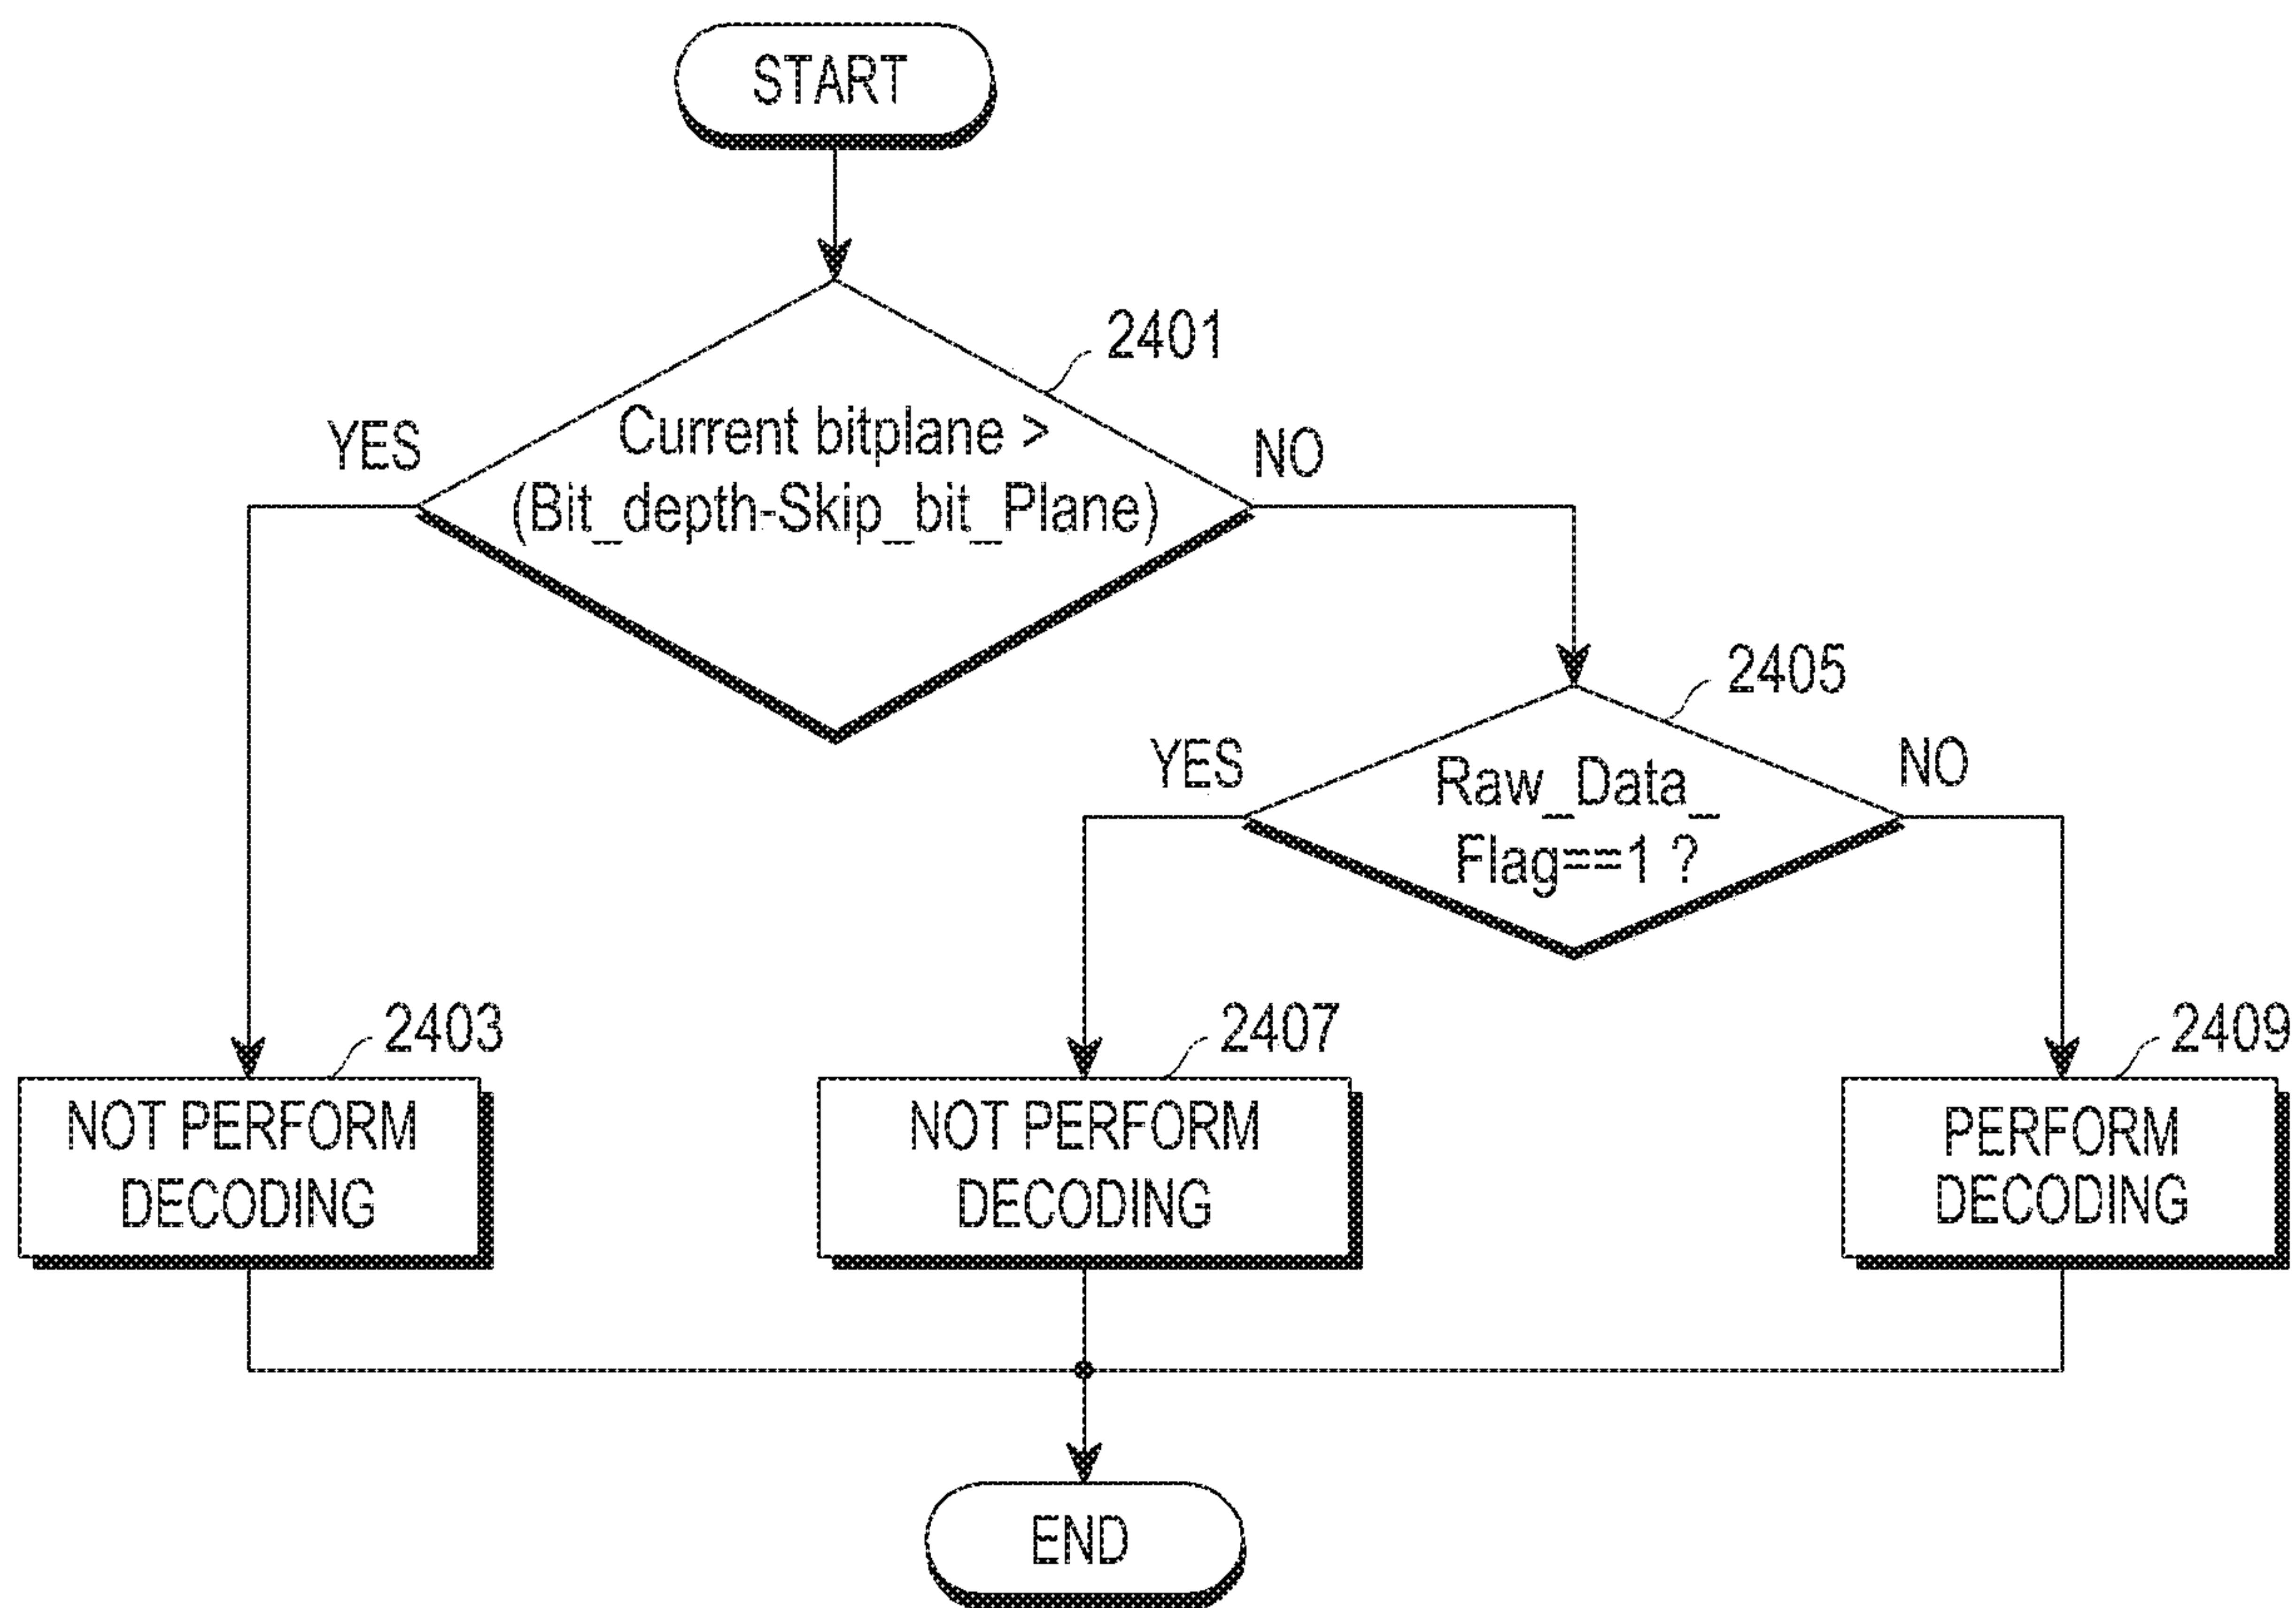 START
2401
YES
Current bitplane >
(Bit_depth-Skip_bit_Plane)
NO
2405
YES
Raw_Data_
Flag==1 ?
NO
2403
NOT PERFORM
DECODING
2407
NOT PERFORM
DECODING
2409
PERFORM
DECODING
END